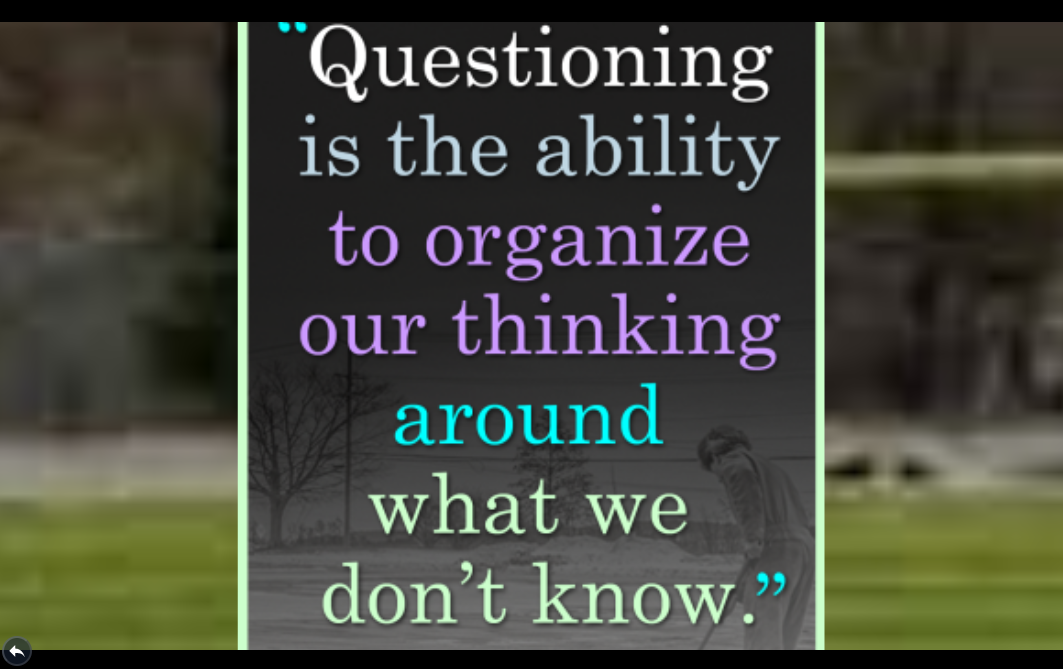 “Questioning
is the ability
to organize
our thinking
around
what we
don’t know.”